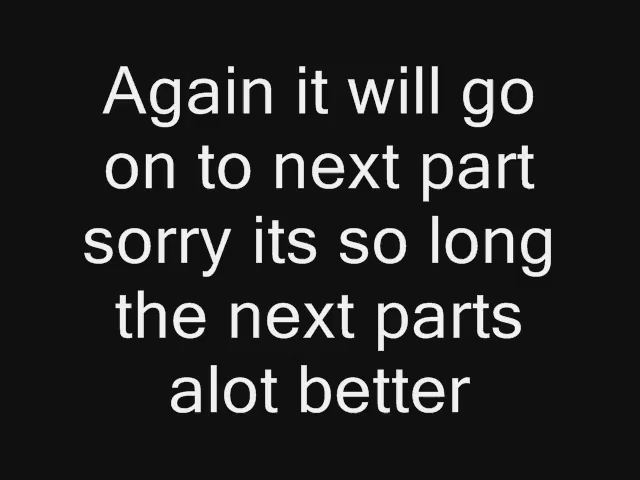 Again it will go
on to next part
sorry its so long
the next parts
alot better